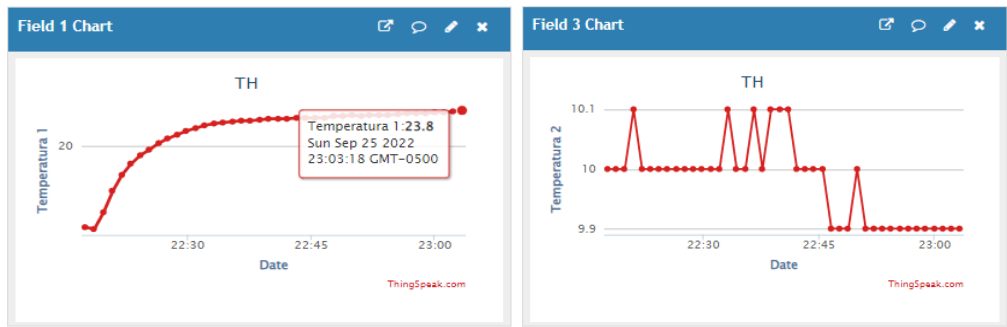 Field 1 Chart
TH
Temperatura 1
20
Temperatura 1:23.8
Sun Sep 25 2022
23:03:18 GMT-0500
22:30
22:45
23:00
Date
ThingSpeak.com
Field 3 Chart
TH
Temperatura 2
10.1
10
9.9
22:30
22:45
23:00
Date
ThingSpeak.com